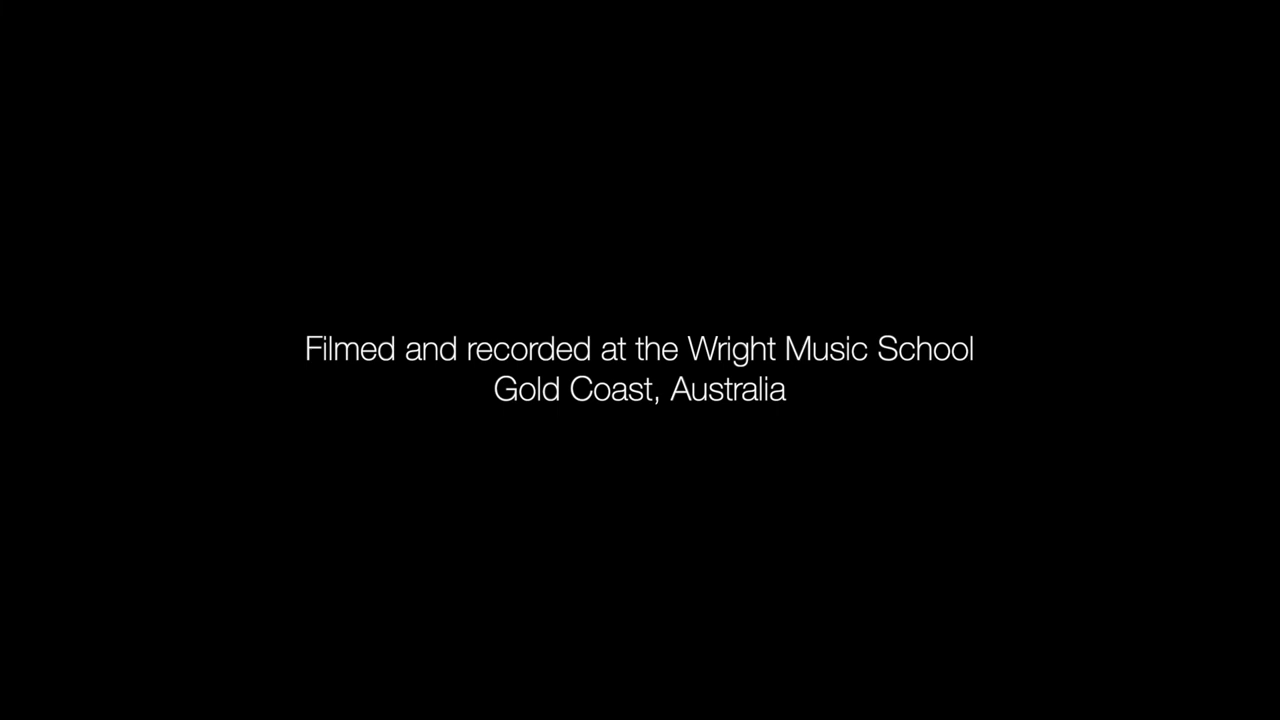 Filmed and recorded at the Wright Music School
Gold Coast, Australia